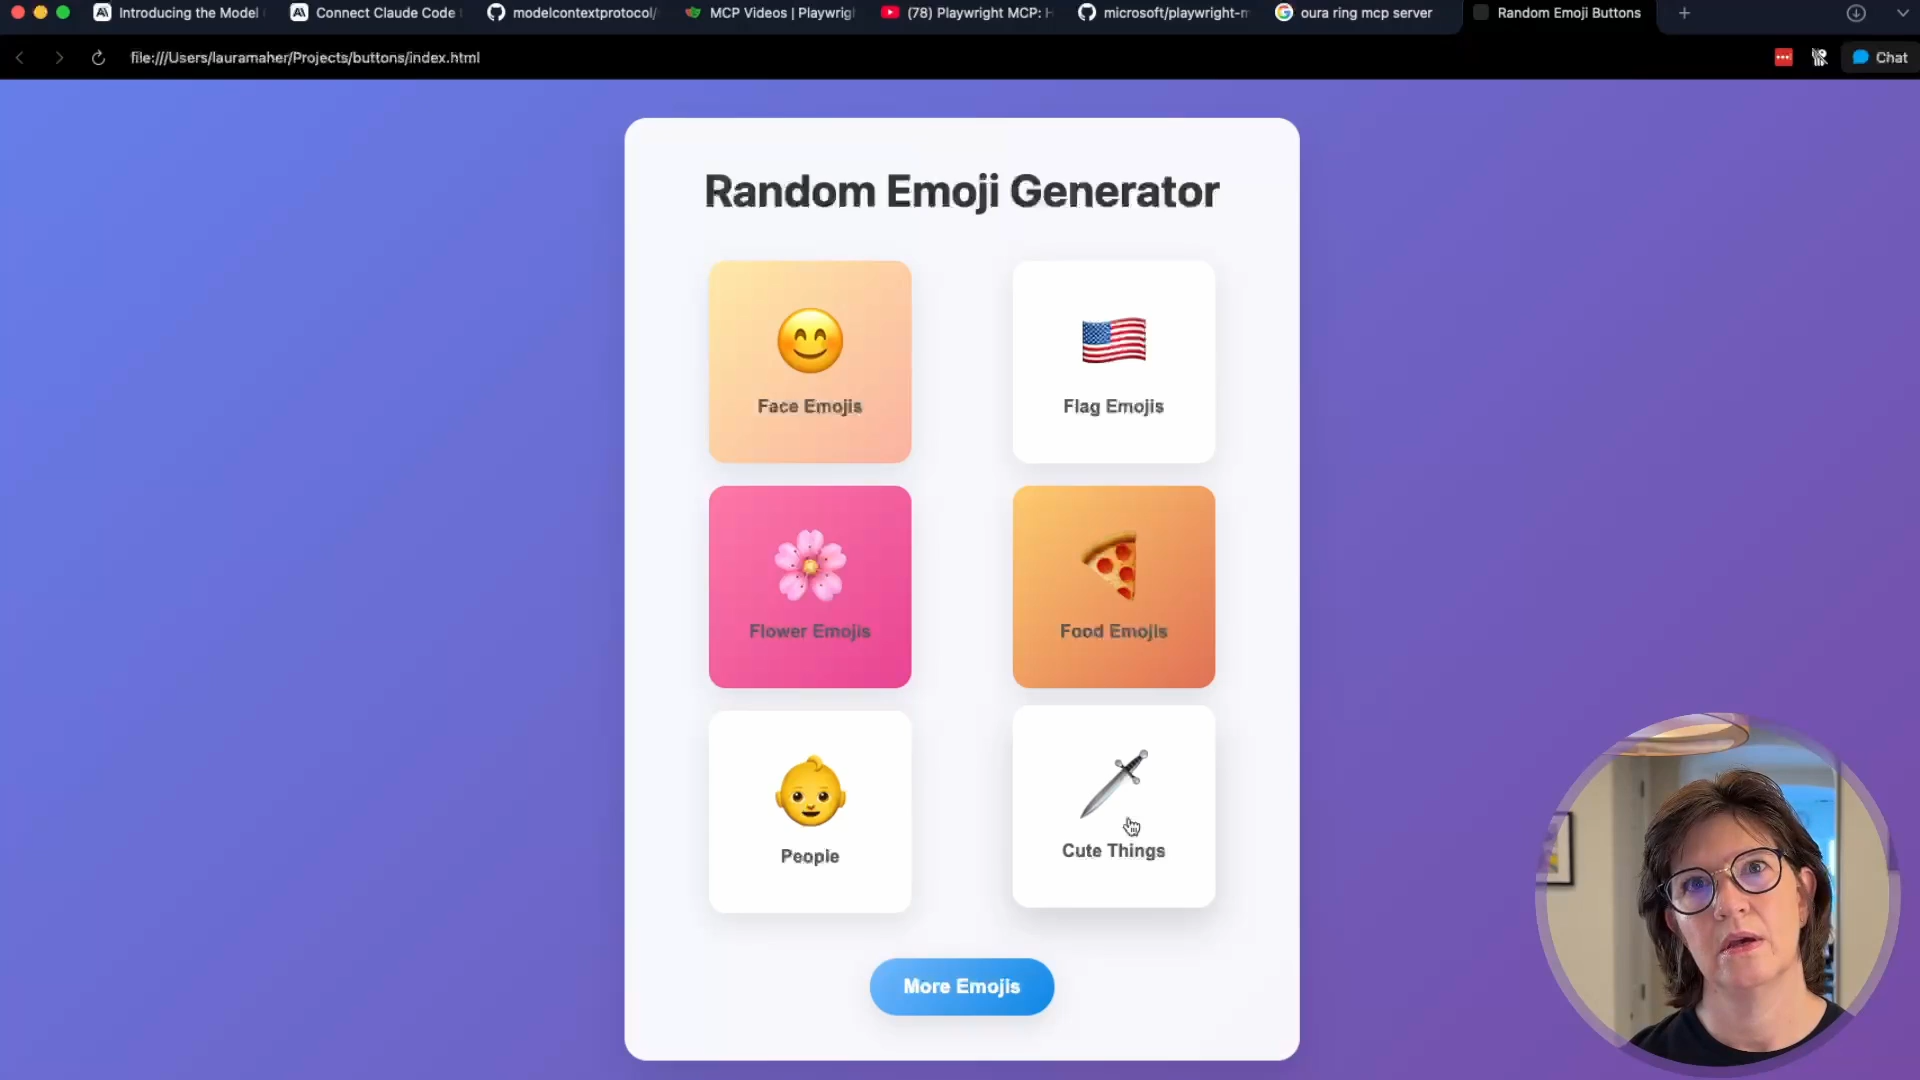 Introducing the Model
Connect Claude Code
modelcontextprotocol/
MCP Videos | Playwrig
(78) Playwright MCP: H
microsoft/playwright-m
oura ring mcp server
Random Emoji Buttons
file:///Users/lauramaher/Projects/buttons/index.html
Chat
Random Emoji Generator
Face Emojis
Flag Emojis
Flower Emojis
Food Emojis
People
Cute Things
More Emojis